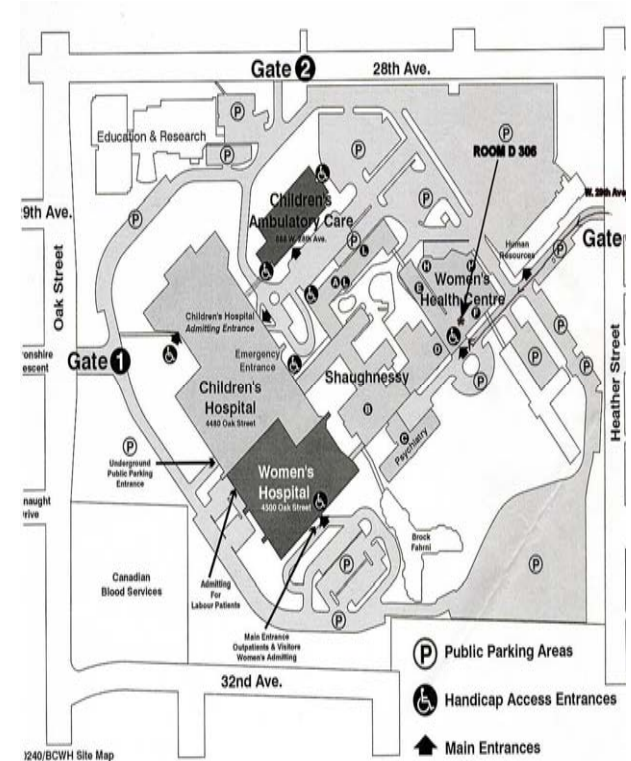 Gate 2
28th Ave.
Education & Research
P
P
P
P
ROOM D 306
Children's
Ambulatory Care
W. 29th Ave.
29th Ave.
P
P
P
L
Human
Resources
P
Gate
Oak Street
A L
H
Women's
Health Centre
E
F
Children's Hospital
Admitting Entrance
P
Gate 1
Emergency
Entrance
Shaughnessy
D
P
P
P
Heather Street
Children's
Hospital
4480 Oak Street
B
C
Psychiatry
P
Underground
Public Parking
Entrance
Women's
Hospital
4500 Oak Street
Brock
Fahrni
P
P
P
Canadian
Blood Services
Admitting
For
Labour Patients
Main Entrance
Outpatients & Visitors
Women's Admitting
32nd Ave.
P Public Parking Areas
Handicap Access Entrances
Main Entrances
0240/BCWH Site Map